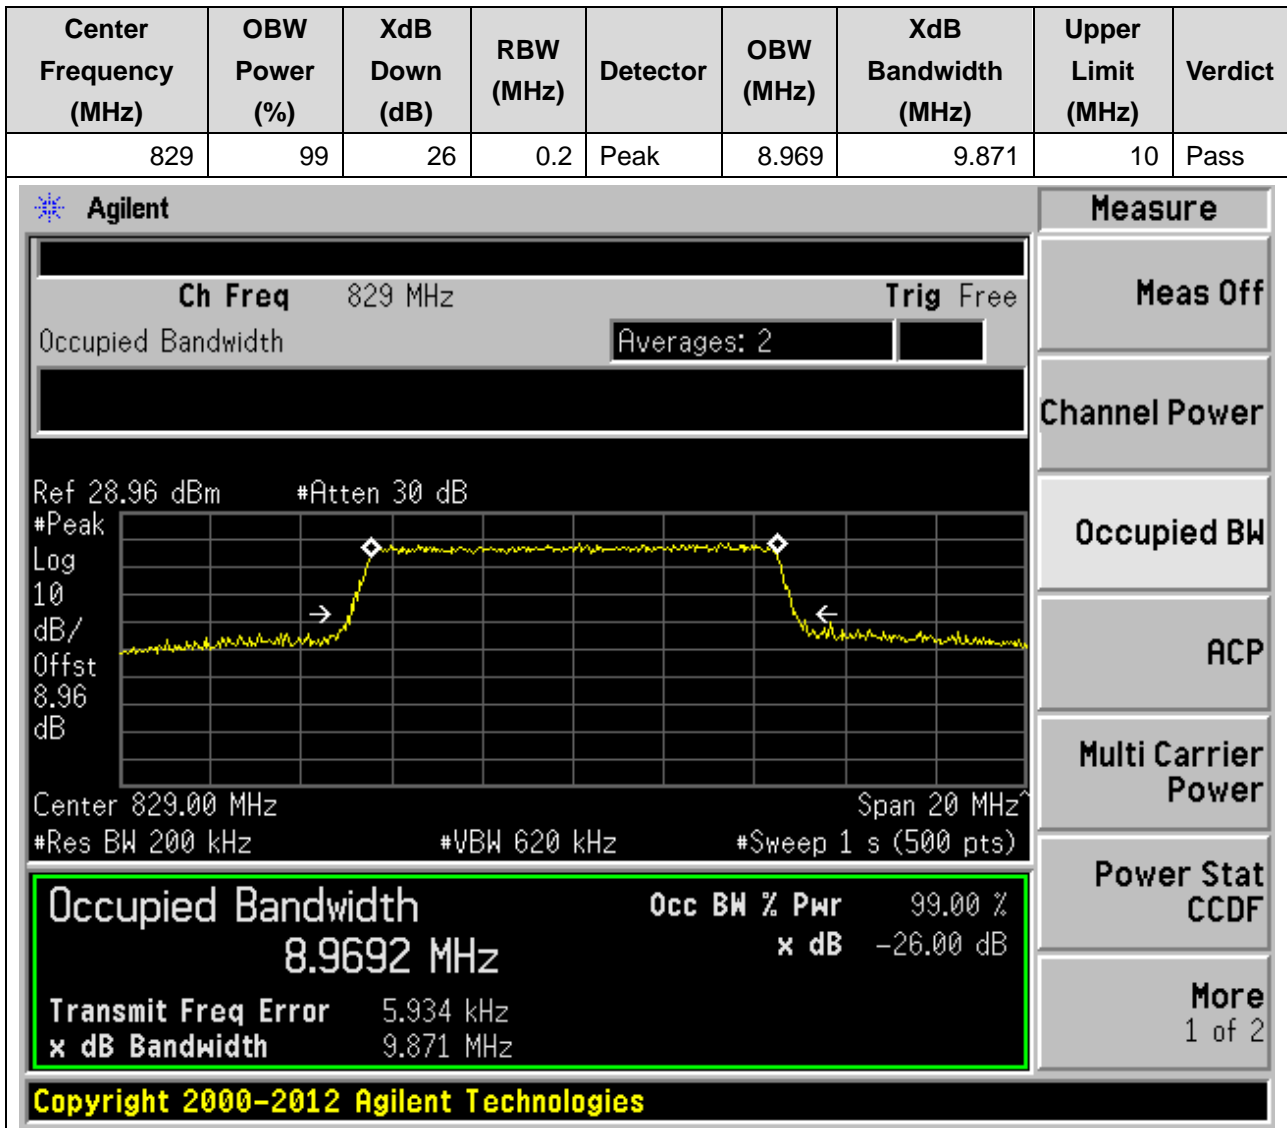 Center Frequency (MHz) OBW Power (%) XdB Down (dB) RBW (MHz) Detector OBW (MHz) XdB Bandwidth (MHz) Upper Limit (MHz) Verdict
829 99 26 0.2 Peak 8.969 9.871 10 Pass
Agilent
Measure
Ch Freq 829 MHz Trig Free
Meas Off
Occupied Bandwidth Averages: 2
Channel Power
Ref 28.96 dBm #Atten 30 dB
#Peak
Log
10
dB/
Offst
8.96
dB
Occupied BW
ACP
Multi Carrier
Power
Center 829.00 MHz Span 20 MHz^
#Res BW 200 kHz #VBW 620 kHz #Sweep 1 s (500 pts)
Power Stat
CCDF
Occupied Bandwidth Occ BW % Pwr 99.00 %
8.9692 MHz x dB -26.00 dB
More
1 of 2
Transmit Freq Error 5.934 kHz
x dB Bandwidth 9.871 MHz
Copyright 2000-2012 Agilent Technologies